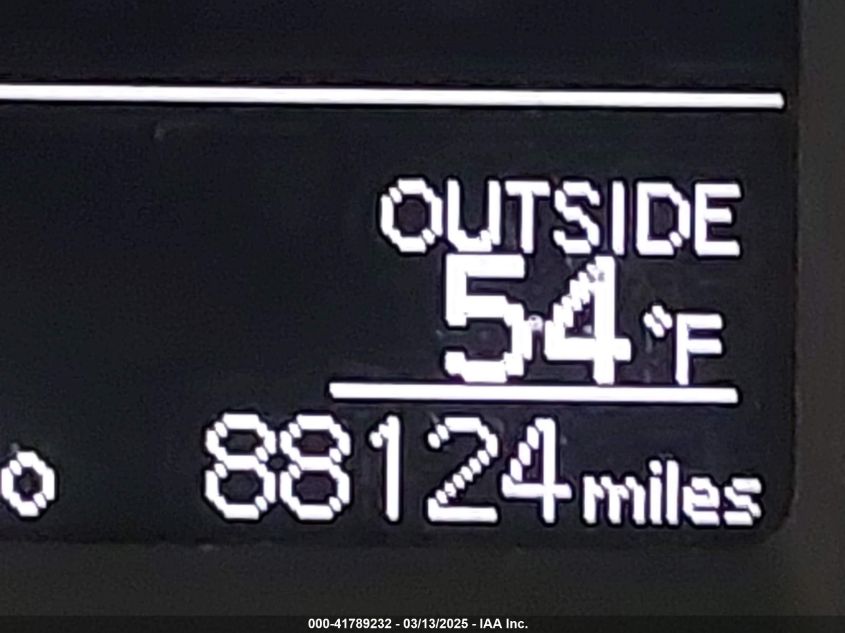 OUTSIDE
54°F
o 88124 miles
000-41789232 - 03/13/2025 - IAA Inc.